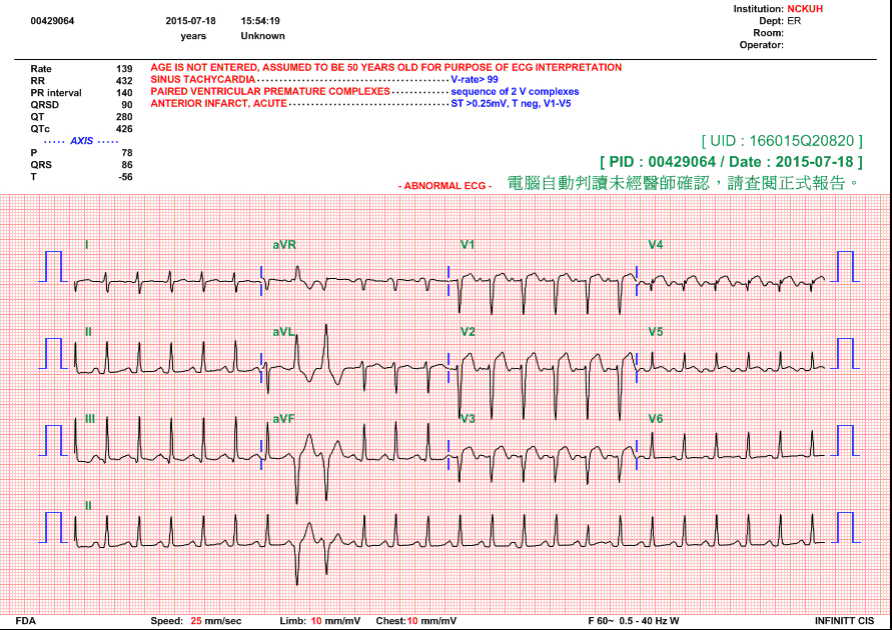 Institution: NCKUH
00429064 2015-07-18 15:54:19 Dept: ER
years Unknown Room:
Operator:
Rate 139 AGE IS NOT ENTERED, ASSUMED TO BE 50 YEARS OLD FOR PURPOSE OF ECG INTERPRETATION
RR 432 SINUS TACHYCARDIA - - - - - - - - - - - - - - - - - - - - - - - - - - - - - - - - - - - - - - - - V-rate> 99
PR interval 140 PAIRED VENTRICULAR PREMATURE COMPLEXES - - - - - - - - - - - - sequence of 2 V complexes
QRSD 90 ANTERIOR INFARCT, ACUTE - - - - - - - - - - - - - - - - - - - - - - - - - - - - - - - - - ST >0.25mV, T neg, V1-V5
QT 280
QTc 426
- - - - - AXIS - - - - -
P 78
QRS 86
T -56
[ UID : 166015Q20820 ]
[ PID : 00429064 / Date : 2015-07-18 ]
- ABNORMAL ECG - 電腦自動判讀未經醫師確認，請查閱正式報告。
I aVR V1 V4
II aVL V2 V5
III aVF V3 V6
II
FDA Speed: 25 mm/sec Limb: 10 mm/mV Chest: 10 mm/mV F 60~ 0.5 - 40 Hz W INFINITT CIS